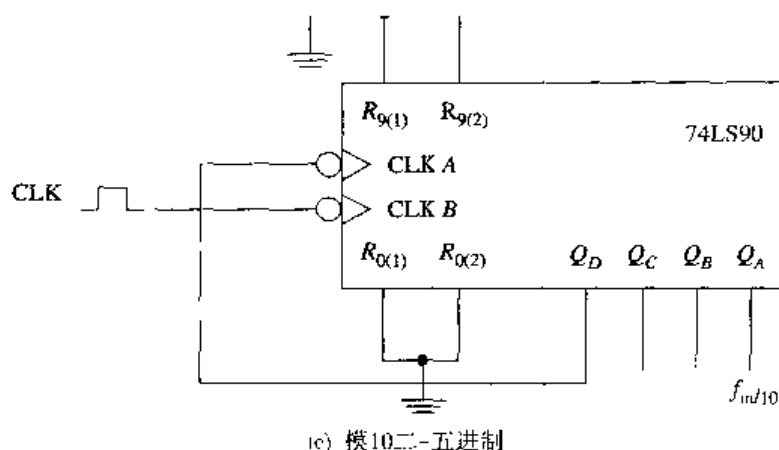 R9(1) R9(2)
74LS90
CLK A
CLK
CLK B
R0(1) R0(2) QD QC QB QA
fin/10
(c) 模10二-五进制